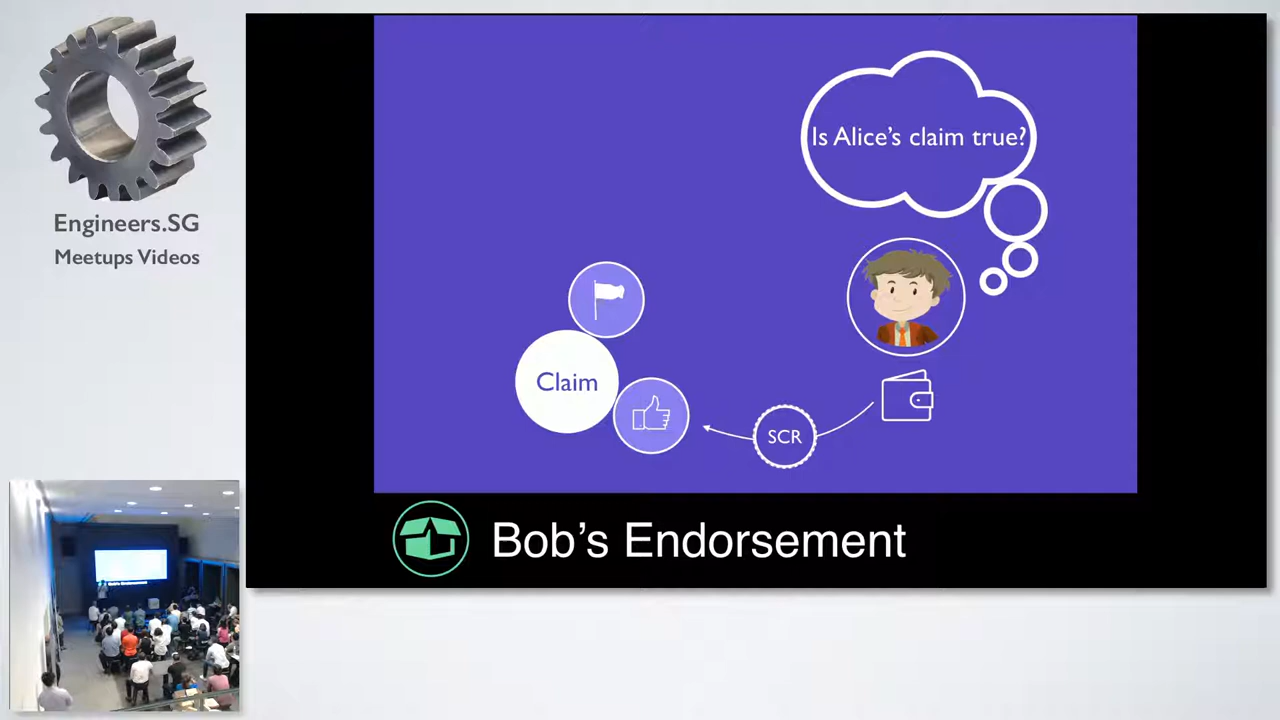 Engineers.SG
Meetups Videos
Is Alice's claim true?
Claim
SCR
Bob's Endorsement